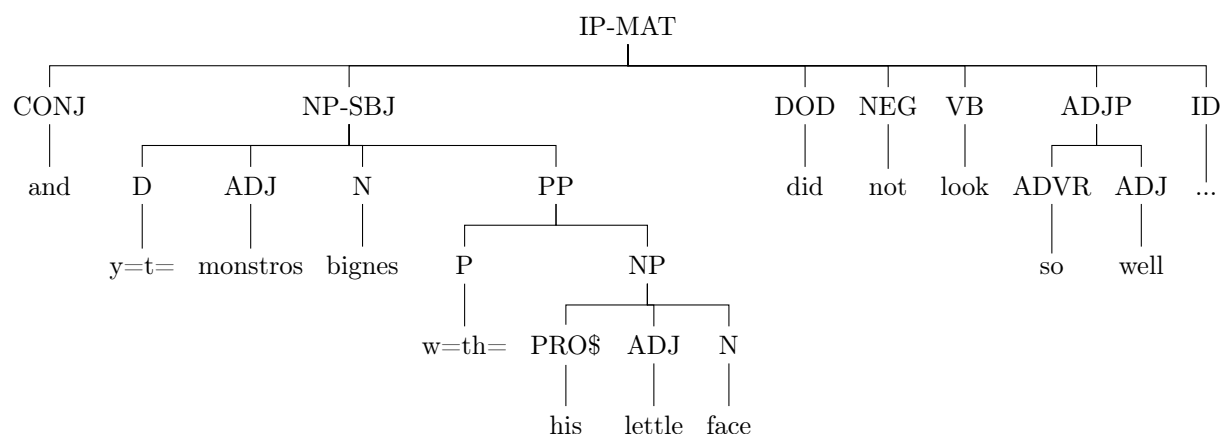 IP-MAT
CONJ NP-SBJ DOD NEG VB ADJP ID
and D ADJ N PP did not look ADVR ADJ ...
y=t= monstros bignes P NP so well
w=th= PRO$ ADJ N
his lettle face